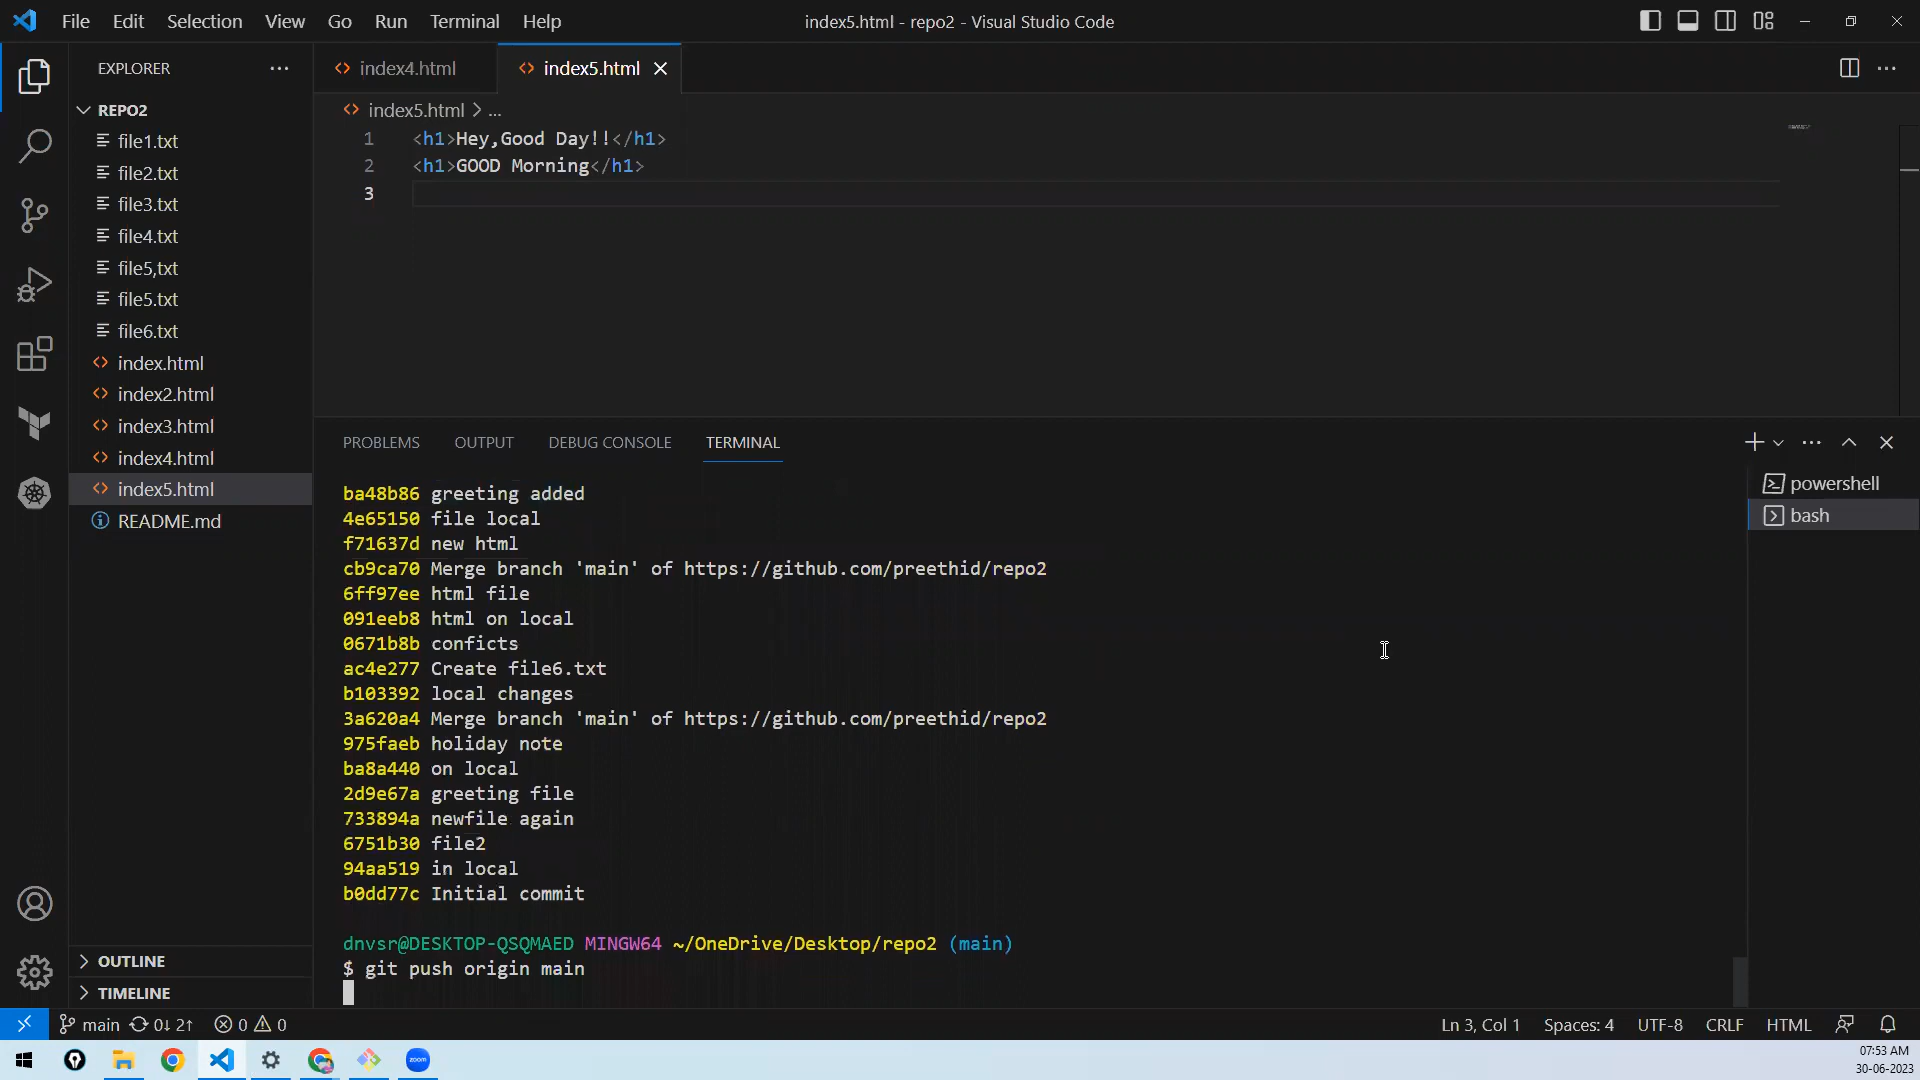 File Edit Selection View Go Run Terminal Help
index5.html - repo2 - Visual Studio Code
EXPLORER
REPO2
file1.txt
file2.txt
file3.txt
file4.txt
file5,txt
file5.txt
file6.txt
index.html
index2.html
index3.html
index4.html
index5.html
README.md
OUTLINE
TIMELINE
index4.html
index5.html
index5.html > ...
1 <h1>Hey,Good Day!!</h1>
2 <h1>GOOD Morning</h1>
3
PROBLEMS OUTPUT DEBUG CONSOLE TERMINAL
ba48b86 greeting added
4e65150 file local
f71637d new html
cb9ca70 Merge branch 'main' of https://github.com/preethid/repo2
6ff97ee html file
091eeb8 html on local
0671b8b conficts
ac4e277 Create file6.txt
b103392 local changes
3a620a4 Merge branch 'main' of https://github.com/preethid/repo2
975faeb holiday note
ba8a440 on local
2d9e67a greeting file
733894a newfile again
6751b30 file2
94aa519 in local
b0dd77c Initial commit
dnvsr@DESKTOP-QSQMAED MINGW64 ~/OneDrive/Desktop/repo2 (main)
$ git push origin main
powershell
bash
main 0↓ 2↑ 0 0
Ln 3, Col 1 Spaces: 4 UTF-8 CRLF HTML
zoom
07:53 AM
30-06-2023